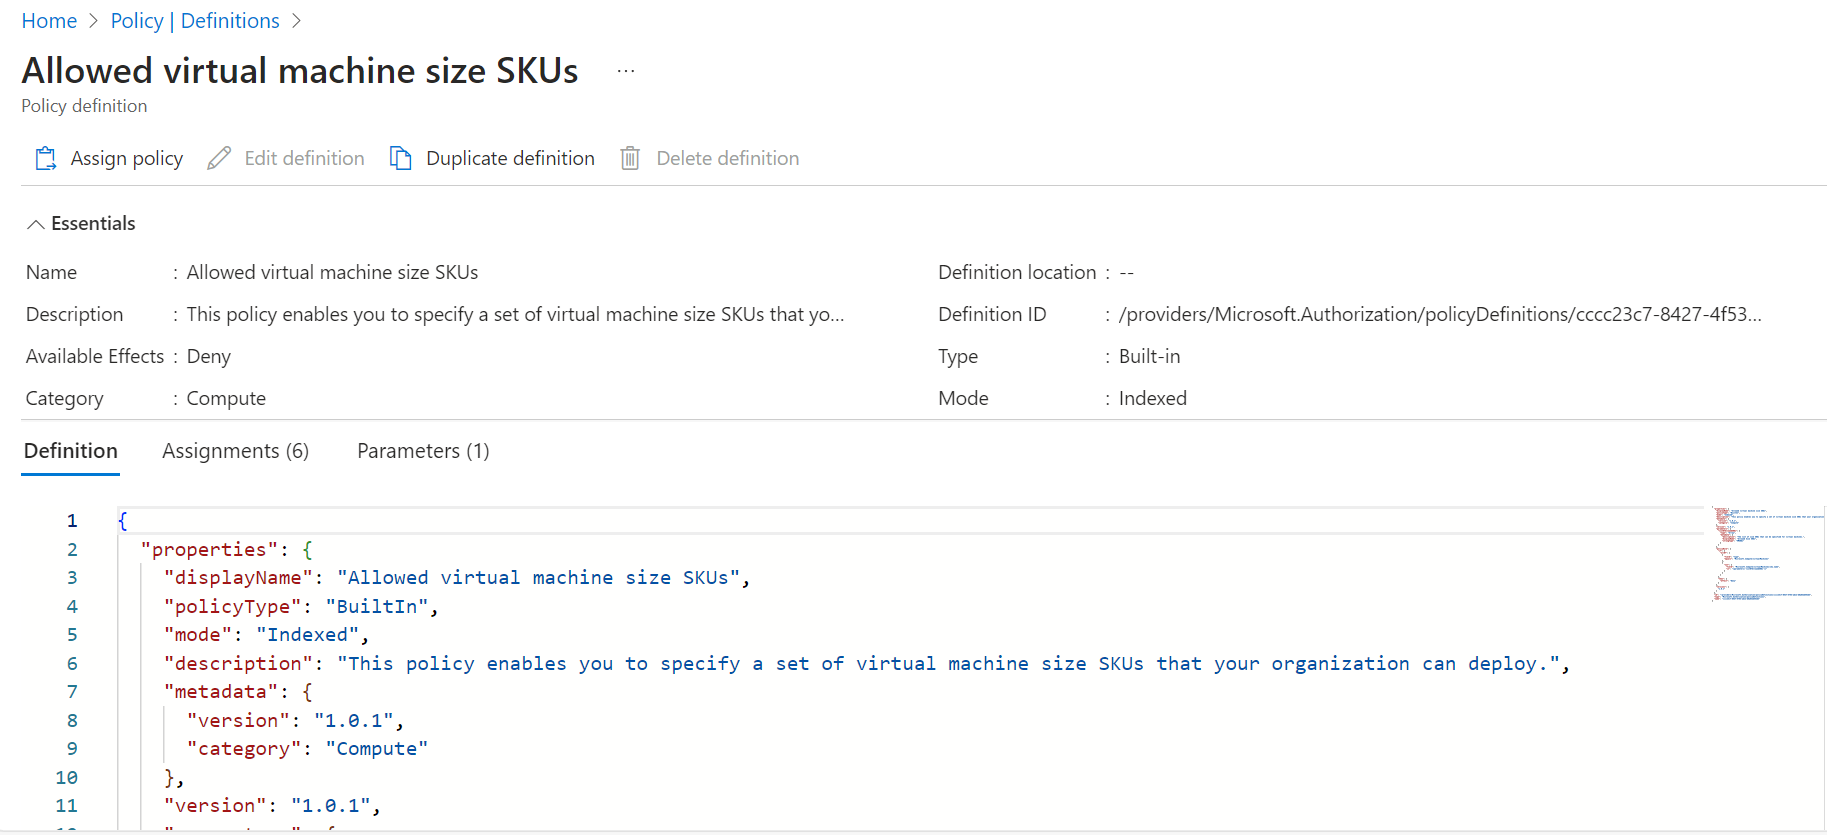 Home > Policy | Definitions >
Allowed virtual machine size SKUs ...
Policy definition
Assign policy Edit definition Duplicate definition Delete definition
Essentials
Name : Allowed virtual machine size SKUs
Definition location : --
Description : This policy enables you to specify a set of virtual machine size SKUs that yo...
Definition ID : /providers/Microsoft.Authorization/policyDefinitions/cccc23c7-8427-4f53...
Available Effects : Deny
Type : Built-in
Category : Compute
Mode : Indexed
Definition Assignments (6) Parameters (1)
1 {
2 "properties": {
3 "displayName": "Allowed virtual machine size SKUs",
4 "policyType": "BuiltIn",
5 "mode": "Indexed",
6 "description": "This policy enables you to specify a set of virtual machine size SKUs that your organization can deploy.",
7 "metadata": {
8 "version": "1.0.1",
9 "category": "Compute"
10 },
11 "version": "1.0.1",